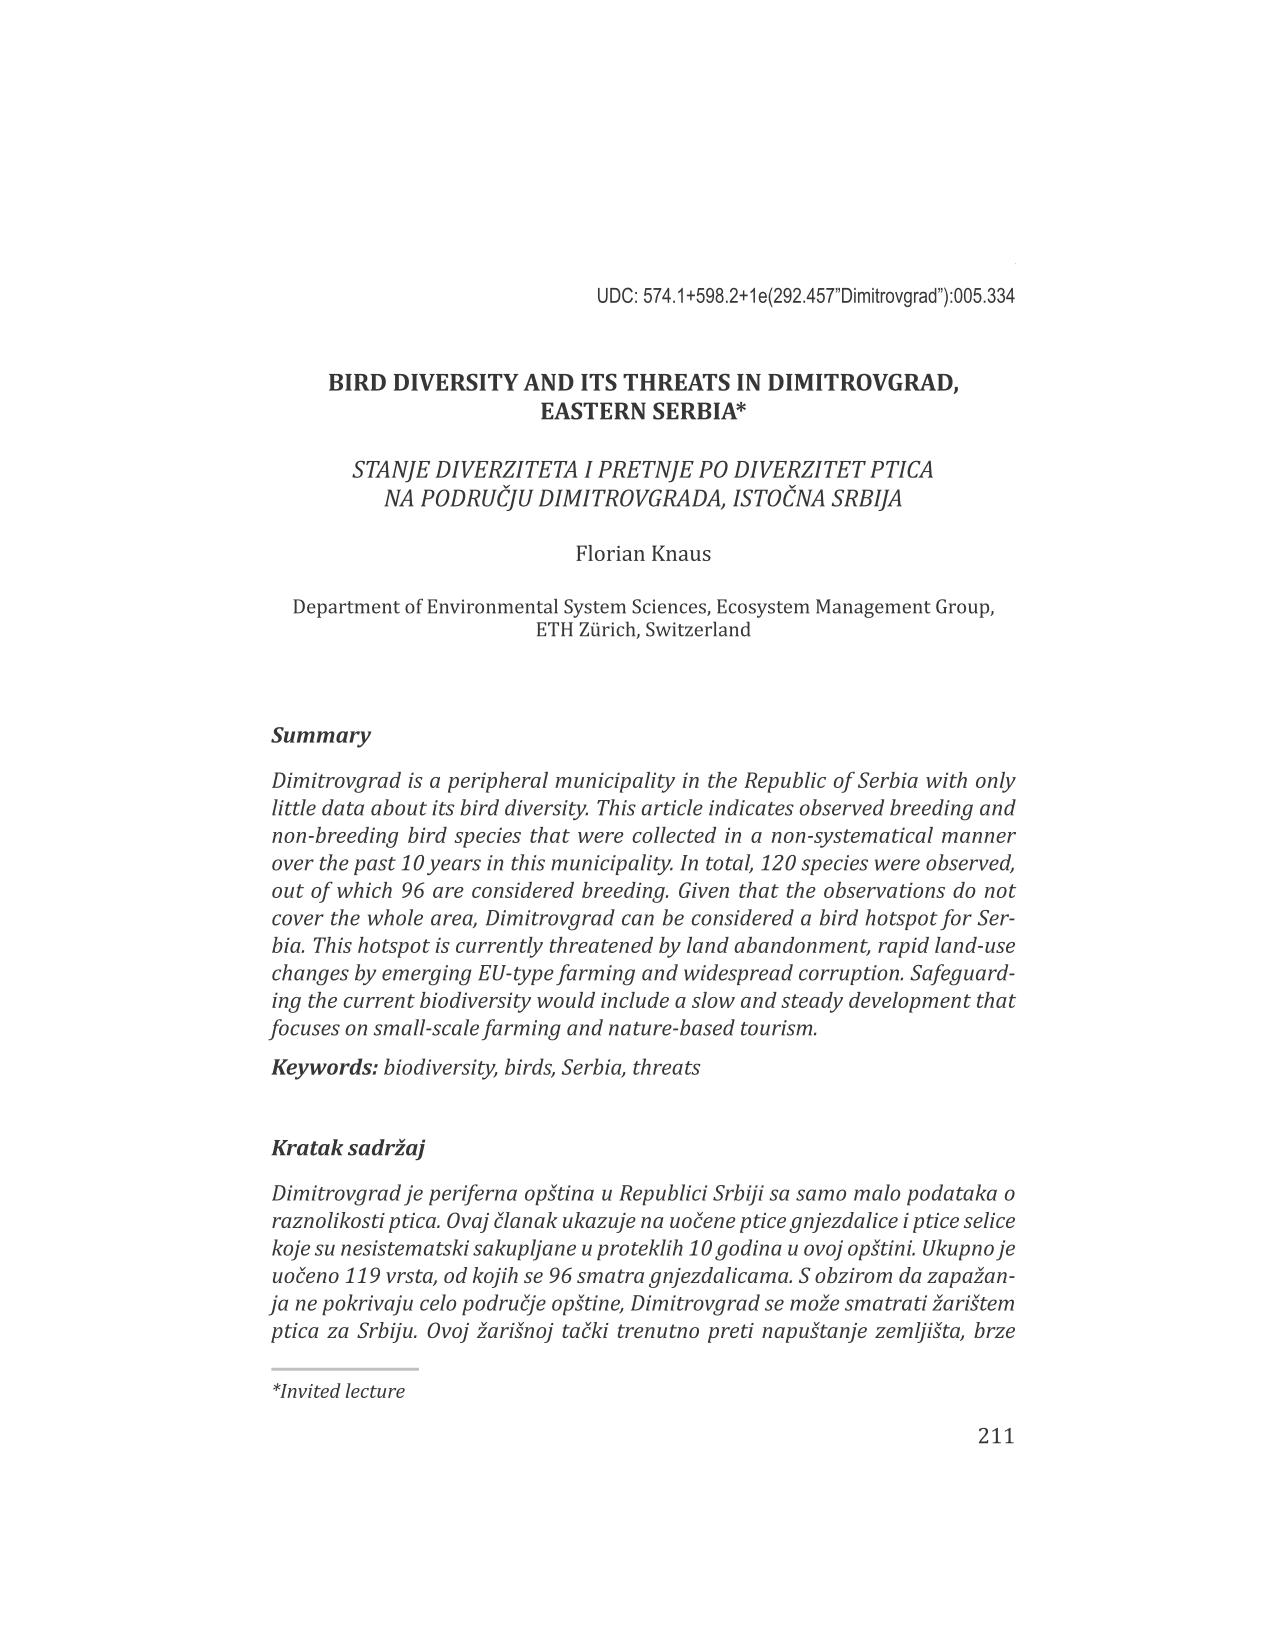 UDC: 574.1+598.2+1e(292.457”Dimitrovgrad”):005.334
BIRD DIVERSITY AND ITS THREATS IN DIMITROVGRAD,
EASTERN SERBIA*
STANJE DIVERZITETA I PRETNJE PO DIVERZITET PTICA
NA PODRUČJU DIMITROVGRADA, ISTOČNA SRBIJA
Florian Knaus
Department of Environmental System Sciences, Ecosystem Management Group,
ETH Zürich, Switzerland
Summary
Dimitrovgrad is a peripheral municipality in the Republic of Serbia with only
little data about its bird diversity. This article indicates observed breeding and
non-breeding bird species that were collected in a non-systematical manner
over the past 10 years in this municipality. In total, 120 species were observed,
out of which 96 are considered breeding. Given that the observations do not
cover the whole area, Dimitrovgrad can be considered a bird hotspot for Ser-
bia. This hotspot is currently threatened by land abandonment, rapid land-use
changes by emerging EU-type farming and widespread corruption. Safeguard-
ing the current biodiversity would include a slow and steady development that
focuses on small-scale farming and nature-based tourism.
Keywords: biodiversity, birds, Serbia, threats
Kratak sadržaj
Dimitrovgrad je periferna opština u Republici Srbiji sa samo malo podataka o
raznolikosti ptica. Ovaj članak ukazuje na uočene ptice gnjezdalice i ptice selice
koje su nesistematski sakupljane u proteklih 10 godina u ovoj opštini. Ukupno je
uočeno 119 vrsta, od kojih se 96 smatra gnjezdalicama. S obzirom da zapažan-
ja ne pokrivaju celo područje opštine, Dimitrovgrad se može smatrati žarištem
ptica za Srbiju. Ovoj žarišnoj tački trenutno preti napuštanje zemljišta, brze
*Invited lecture
211